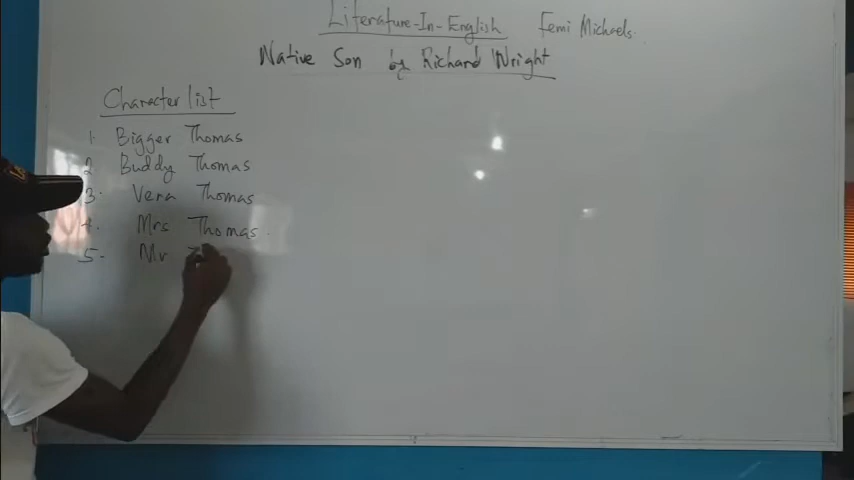 Literature-In-English Femi Michaels.
Native Son by Richard Wright
Character list
1. Bigger Thomas
2 Buddy Thomas
3. Vera Thomas
4. Mrs Thomas.
5. Mr